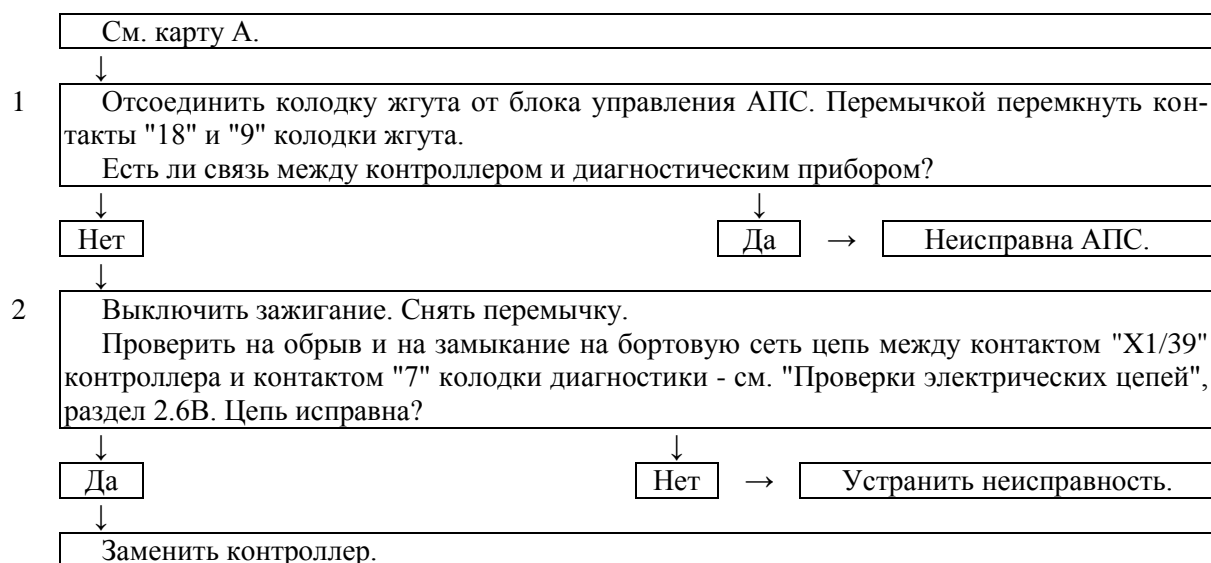 См. карту А.
↓
1 Отсоединить колодку жгута от блока управления АПС. Перемычкой перемкнуть кон-
такты "18" и "9" колодки жгута.
Есть ли связь между контроллером и диагностическим прибором?
↓ ↓
Нет Да → Неисправна АПС.
↓
2 Выключить зажигание. Снять перемычку.
Проверить на обрыв и на замыкание на бортовую сеть цепь между контактом "Х1/39"
контроллера и контактом "7" колодки диагностики - см. "Проверки электрических цепей",
раздел 2.6В. Цепь исправна?
↓ ↓
Да Нет → Устранить неисправность.
↓
Заменить контроллер.